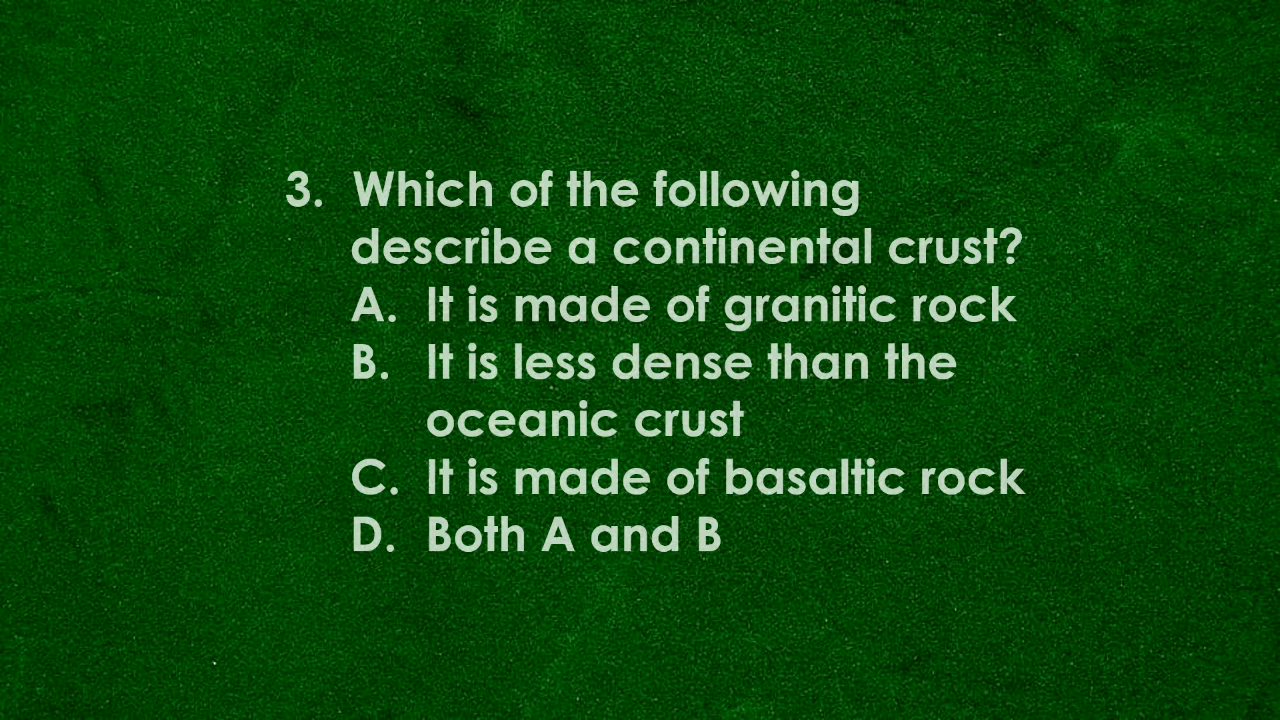 3. Which of the following
describe a continental crust?
A. It is made of granitic rock
B. It is less dense than the
oceanic crust
C. It is made of basaltic rock
D. Both A and B